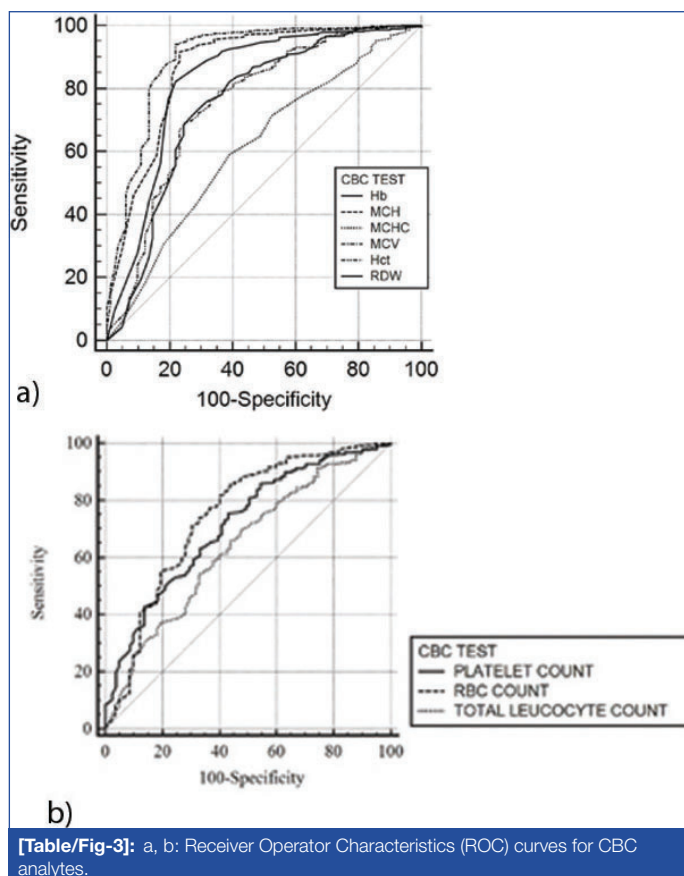 100
80
60
40
20
0
Sensitivity
CBC TEST
Hb
MCH
MCHC
MCV
Hct
RDW
0 20 40 60 80 100
100-Specificity
a)
100
80
60
40
20
0
Sensitivity
0 20 40 60 80 100
100-Specificity
CBC TEST
PLATELET COUNT
RBC COUNT
TOTAL LEUCOCYTE COUNT
b)
[Table/Fig-3]: a, b: Receiver Operator Characteristics (ROC) curves for CBC
analytes.